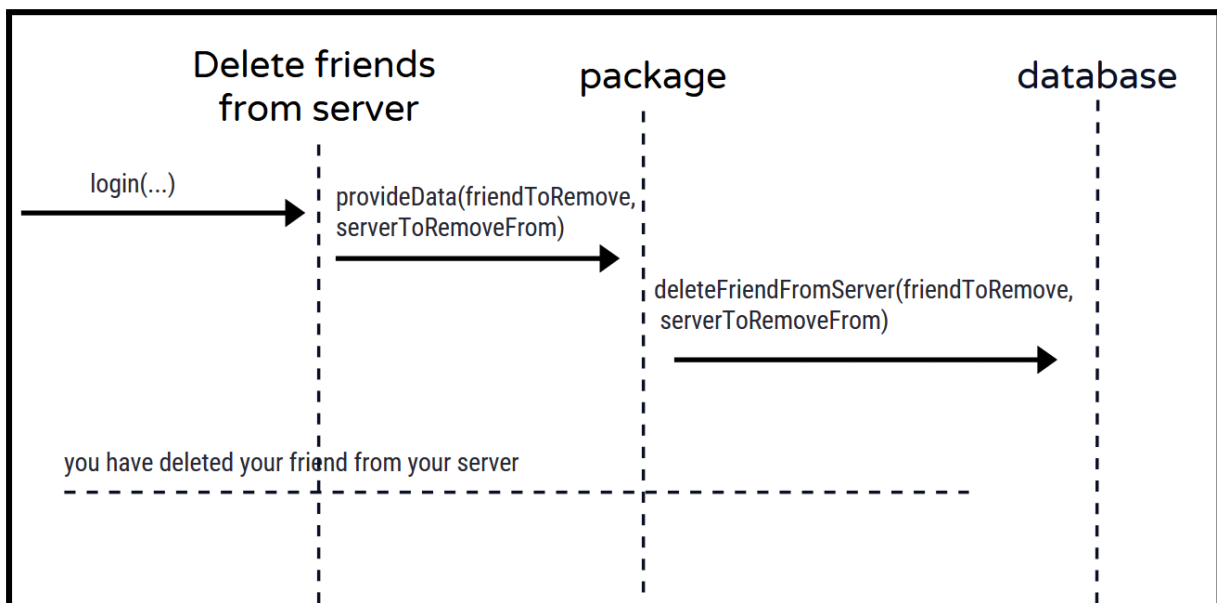 Delete friends
from server
package
database
login(...)
provideData(friendToRemove,
serverToRemoveFrom)
deleteFriendFromServer(friendToRemove,
serverToRemoveFrom)
you have deleted your friend from your server